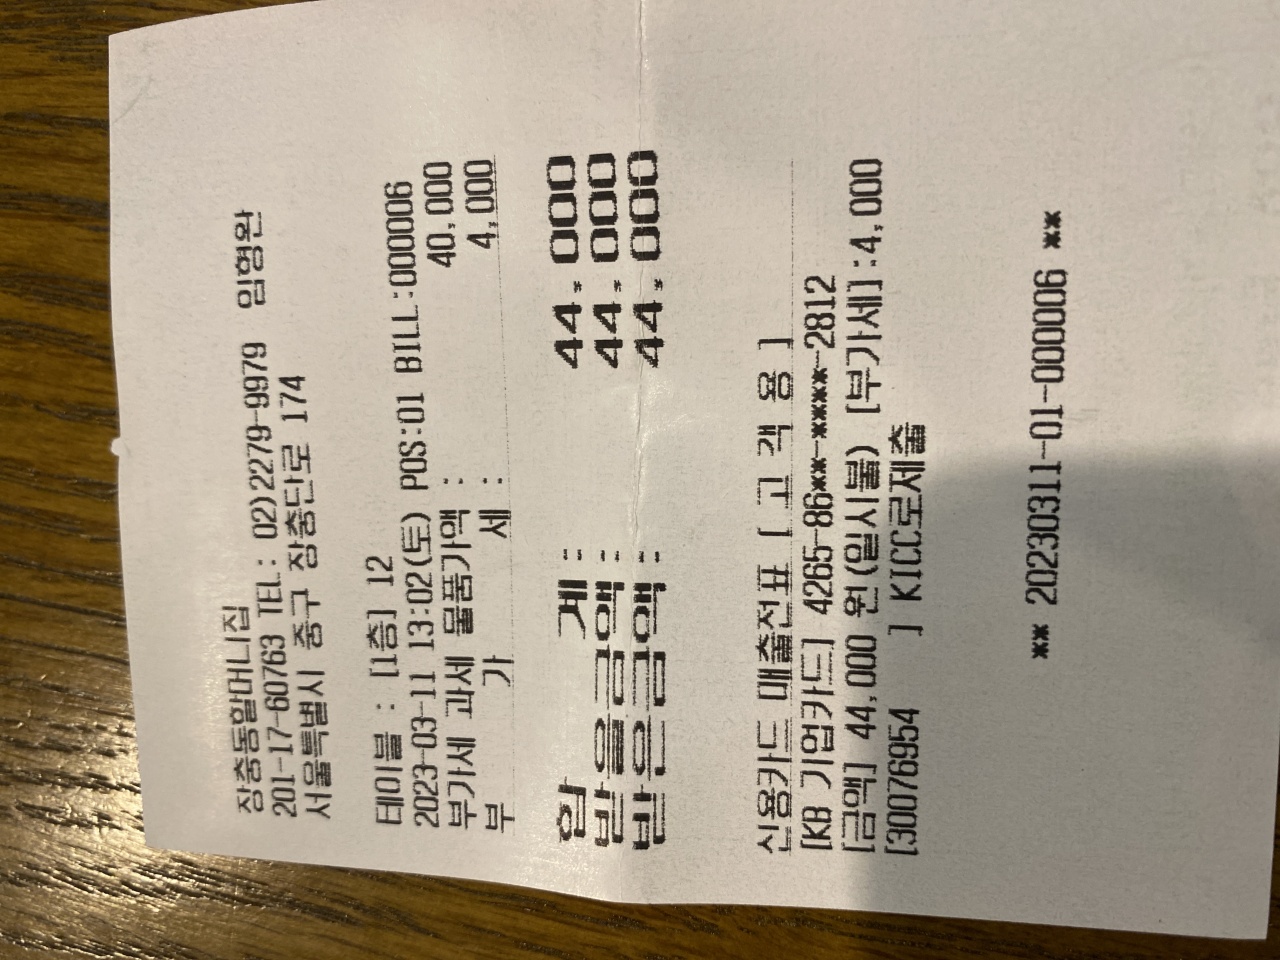 장충동할머니집
201-17-60763 TEL: 02)2279-9979 임형완
서울특별시 중구 장충단로 174
테이블 : [1층] 12
2023-03-11 13:02(토) POS:01 BILL:000006
부가세 과세 물품가액 : 40,000
부 가 세 : 4,000
합 계: 44,000
받을금액: 44,000
받은금액: 44,000
신용카드 매출전표 [ 고 객 용 ]
[KB 기업카드] 4265-86**-****-2812
[금액] 44,000 원(일시불) [부가세]:4,000
[30076954 ] KICC로제출
** 20230311-01-000006 **